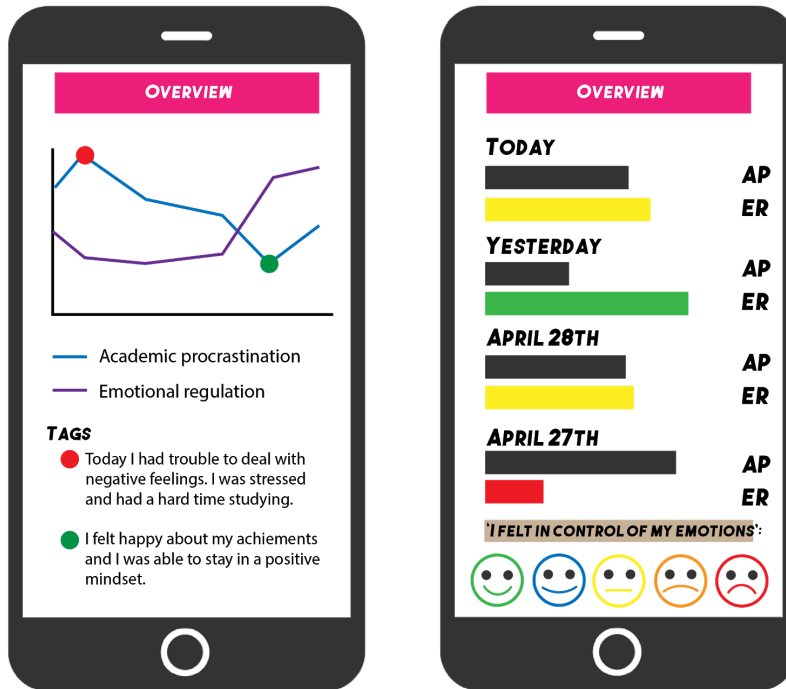 Overview
Academic procrastination
Emotional regulation
Tags
Today I had trouble to deal with
negative feelings. I was stressed
and had a hard time studying.
I felt happy about my achiements
and I was able to stay in a positive
mindset.
Overview
Today
AP
ER
Yesterday
AP
ER
April 28th
AP
ER
April 27th
AP
ER
'I felt in control of my emotions':